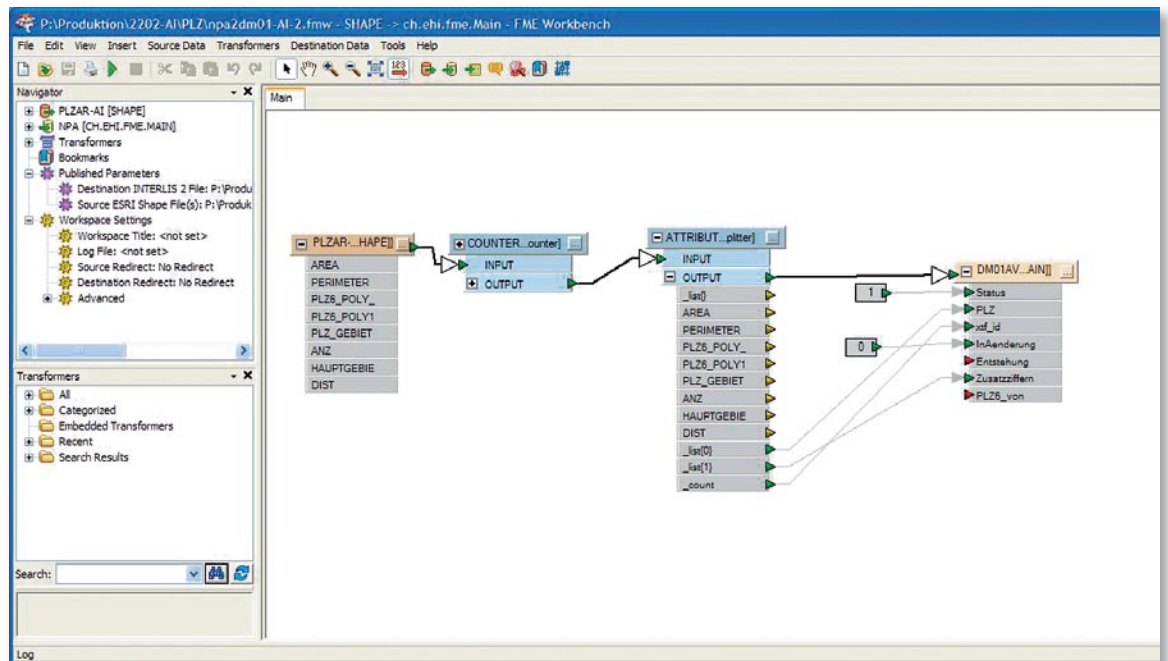 P:\Produktion\2202-AI\PLZ\npa2dm01-AI-2.fmw - SHAPE -> ch.ehi.fme.Main - FME Workbench
File Edit View Insert Source Data Transformers Destination Data Tools Help
Navigator
PLZAR-AI [SHAPE]
NPA [CH.EHI.FME.MAIN]
Transformers
Bookmarks
Published Parameters
Destination INTERLIS 2 File: P:\Produ
Source ESRI Shape File(s): P:\Produk
Workspace Settings
Workspace Title: <not set>
Log File: <not set>
Source Redirect: No Redirect
Destination Redirect: No Redirect
Advanced
Transformers
All
Categorized
Embedded Transformers
Recent
Search Results
Search:
Log
Main
PLZAR-...HAPE]] ...
AREA
PERIMETER
PLZ6_POLY_
PLZ6_POLY1
PLZ_GEBIET
ANZ
HAUPTGEBIE
DIST
COUNTER...ounter] ...
INPUT
OUTPUT
ATTRIBUT...plitter] ...
INPUT
OUTPUT
_list{}
AREA
PERIMETER
PLZ6_POLY_
PLZ6_POLY1
PLZ_GEBIET
ANZ
HAUPTGEBIE
DIST
_list{0}
_list{1}
_count
1
0
DM01AV...AIN]] ...
Status
PLZ
xtf_id
InAenderung
Entstehung
Zusatzziffern
PLZ6_von